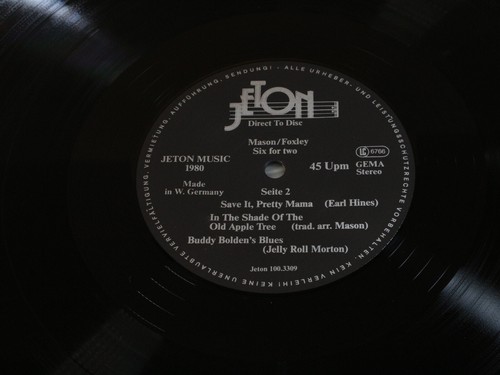 JETON
Direct To Disc
Mason/Foxley
Six for two
JETON MUSIC
1980
45 Upm
LC 6766
GEMA
Stereo
Made
in W. Germany
Seite 2
Save It, Pretty Mama (Earl Hines)
In The Shade Of The
Old Apple Tree (trad. arr. Mason)
Buddy Bolden's Blues
(Jelly Roll Morton)
Jeton 100.3309
ALLE URHEBER- UND LEISTUNGSSCHUTZRECHTE VORBEHALTEN. KEIN VERLEIH! KEINE UNERLAUBTE VERVIELFÄLTIGUNG, VERMIETUNG, AUFFÜHRUNG, SENDUNG! -